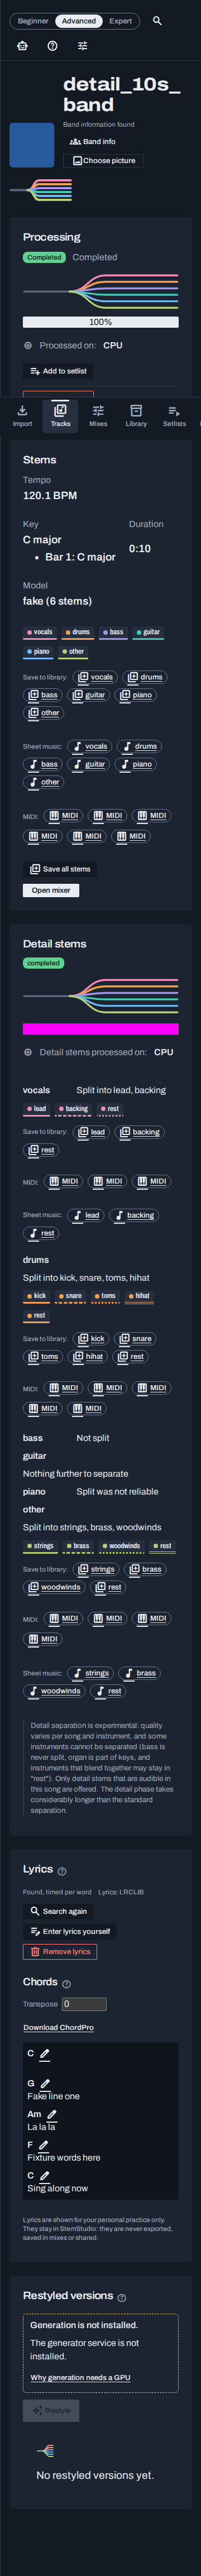 Beginner Advanced Expert
detail_10s_
band
Band information found
Band info
Choose picture
Processing
Completed Completed
100%
Processed on: CPU
Add to setlist
Import Tracks Mixes Library Setlists
Stems
Tempo
120.1 BPM
Key Duration
C major
Bar 1: C major
0:10
Model
fake (6 stems)
vocals drums bass guitar
piano other
Save to library: vocals drums
bass guitar piano
other
Sheet music: vocals drums
bass guitar piano
other
MIDI: MIDI MIDI MIDI
MIDI MIDI MIDI
Save all stems
Open mixer
Detail stems
completed
Detail stems processed on: CPU
vocals Split into lead, backing
lead backing rest
Save to library: lead backing
rest
MIDI: MIDI MIDI MIDI
Sheet music: lead backing
rest
drums
Split into kick, snare, toms, hihat
kick snare toms hihat
rest
Save to library: kick snare
toms hihat rest
MIDI: MIDI MIDI MIDI
MIDI MIDI
bass Not split
guitar
Nothing further to separate
piano Split was not reliable
other
Split into strings, brass, woodwinds
strings brass woodwinds rest
Save to library: strings brass
woodwinds rest
MIDI: MIDI MIDI MIDI
MIDI
Sheet music: strings brass
woodwinds rest
Detail separation is experimental: quality
varies per song and instrument, and some
instruments cannot be separated (bass is
never split, organ is part of keys, and
instruments that blend together may stay in
"rest"). Only detail stems that are audible in
this song are offered. The detail phase takes
considerably longer than the standard
separation.
Lyrics
Found, timed per word Lyrics: LRCLIB
Search again
Enter lyrics yourself
Remove lyrics
Chords
Transpose 0
Download ChordPro
C
G
Fake line one
Am
La la la
F
Fixture words here
C
Sing along now
Lyrics are shown for your personal practice only.
They stay in StemStudio: they are never exported,
saved in mixes or shared.
Restyled versions
Generation is not installed.
The generator service is not
installed.
Why generation needs a GPU
Restyle
No restyled versions yet.